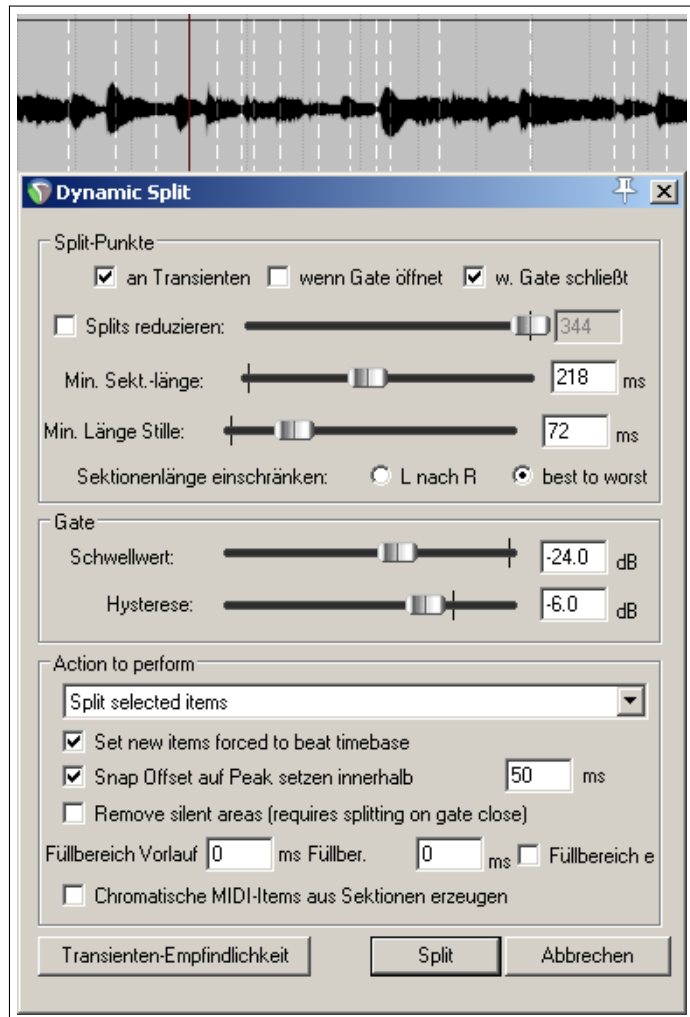 Dynamic Split
Split-Punkte
an Transienten wenn Gate öffnet w. Gate schließt
Splits reduzieren: 344
Min. Sekt.-länge: 218 ms
Min. Länge Stille: 72 ms
Sektionenlänge einschränken: L nach R best to worst
Gate
Schwellwert: -24.0 dB
Hysterese: -6.0 dB
Action to perform
Split selected items
Set new items forced to beat timebase
Snap Offset auf Peak setzen innerhalb 50 ms
Remove silent areas (requires splitting on gate close)
Füllbereich Vorlauf 0 ms Füllber. 0 ms Füllbereich e
Chromatische MIDI-Items aus Sektionen erzeugen
Transienten-Empfindlichkeit Split Abbrechen